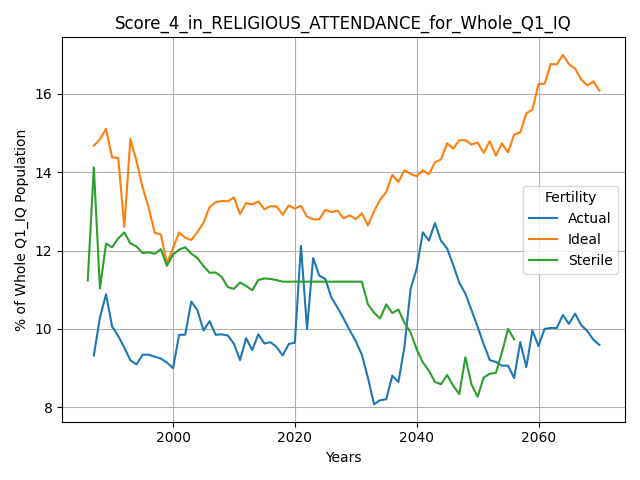 Score_4_in_RELIGIOUS_ATTENDANCE_for_Whole_Q1_IQ
% of Whole Q1_IQ Population
16
14
12
10
8
Fertility
Actual
Ideal
Sterile
2000
2020
2040
2060
Years